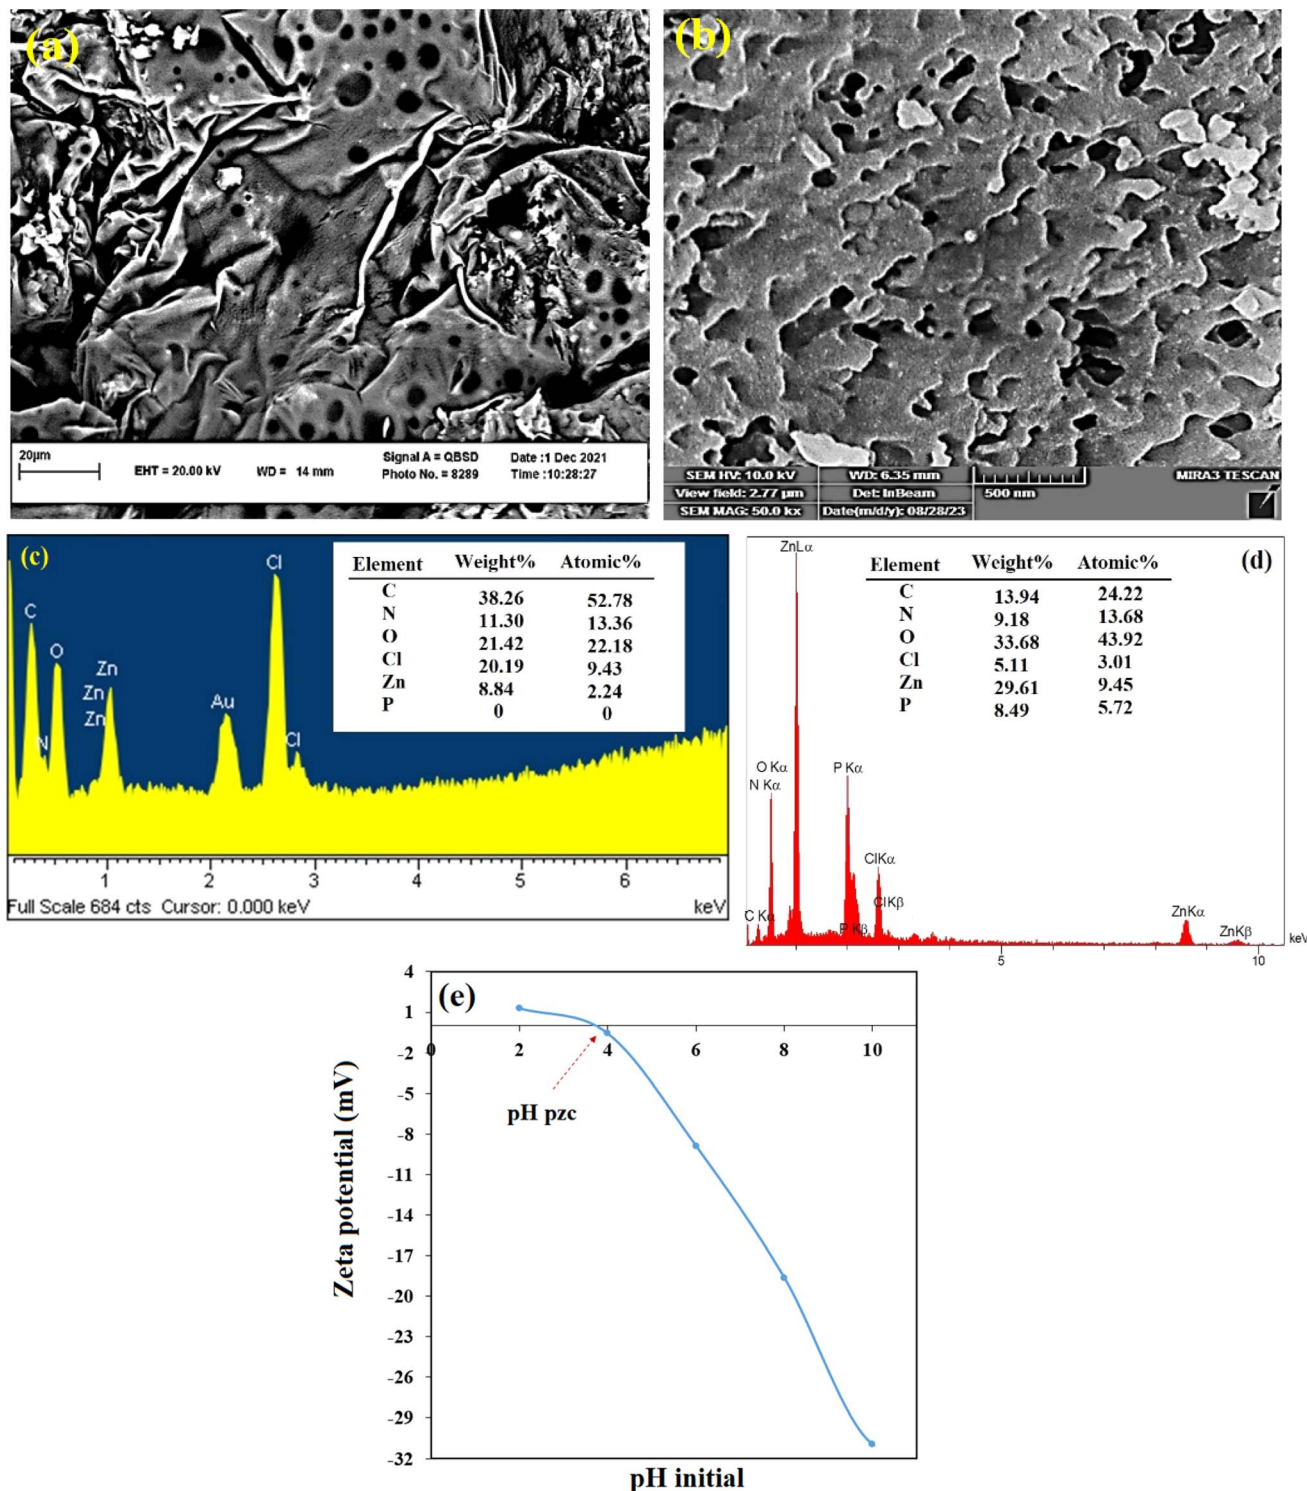 (a)
20µm
EHT = 20.00 kV
WD = 14 mm
Signal A = QBSD
Photo No. = 8289
Date :1 Dec 2021
Time :10:28:27
(b)
SEM HV: 10.0 kV
WD: 6.35 mm
MIRA3 TESCAN
View field: 2.77 µm
Det: InBeam
500 nm
SEM MAG: 50.0 kx
Date(m/d/y): 08/28/23
(c)
Element Weight% Atomic%
C 38.26 52.78
N 11.30 13.36
O 21.42 22.18
Cl 20.19 9.43
Zn 8.84 2.24
P 0 0
C
N
O
Zn
Zn
Zn
Au
Cl
Cl
1 2 3 4 5 6
Full Scale 684 cts Cursor: 0.000 keV
keV
(d)
Element Weight% Atomic%
C 13.94 24.22
N 9.18 13.68
O 33.68 43.92
Cl 5.11 3.01
Zn 29.61 9.45
P 8.49 5.72
ZnLα
O Kα
N Kα
P Kα
ClKα
ClKβ
C Kα
P Kβ
ZnKα
ZnKβ
5 10
keV
(e)
4
1
-2
-5
-8
-11
-14
-17
-20
-23
-26
-29
-32
0 2 4 6 8 10
pH pzc
Zeta potential (mV)
pH initial